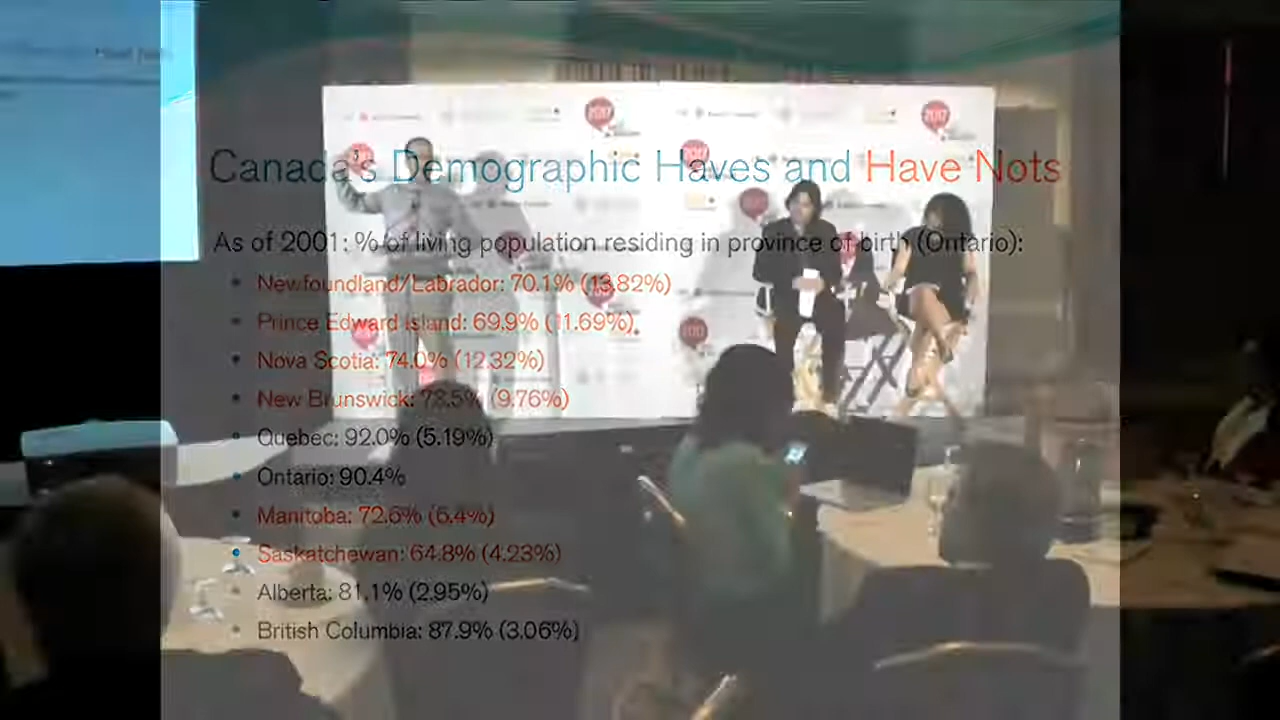 Canada's Demographic Haves and Have Nots
As of 2001: % of living population residing in province of birth (Ontario):
• Newfoundland/Labrador: 70.1% (13.82%)
• Prince Edward Island: 69.9% (11.69%)
• Nova Scotia: 74.0% (12.32%)
• New Brunswick: 78.5% (9.76%)
• Quebec: 92.0% (5.19%)
• Ontario: 90.4%
• Manitoba: 72.6% (6.4%)
• Saskatchewan: 64.8% (4.23%)
• Alberta: 81.1% (2.95%)
• British Columbia: 87.9% (3.06%)
2017
2017